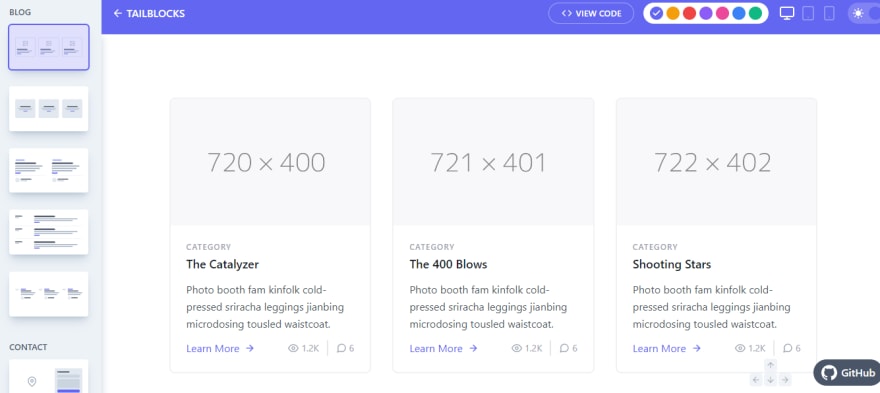 BLOG
TAILBLOCKS
VIEW CODE
720 × 400
CATEGORY
The Catalyzer
Photo booth fam kinfolk cold-
pressed sriracha leggings jianbing
microdosing tousled waistcoat.
Learn More
1.2K
6
721 × 401
CATEGORY
The 400 Blows
Photo booth fam kinfolk cold-
pressed sriracha leggings jianbing
microdosing tousled waistcoat.
Learn More
1.2K
6
722 × 402
CATEGORY
Shooting Stars
Photo booth fam kinfolk cold-
pressed sriracha leggings jianbing
microdosing tousled waistcoat.
Learn More
1.2K
6
CONTACT
GitHub